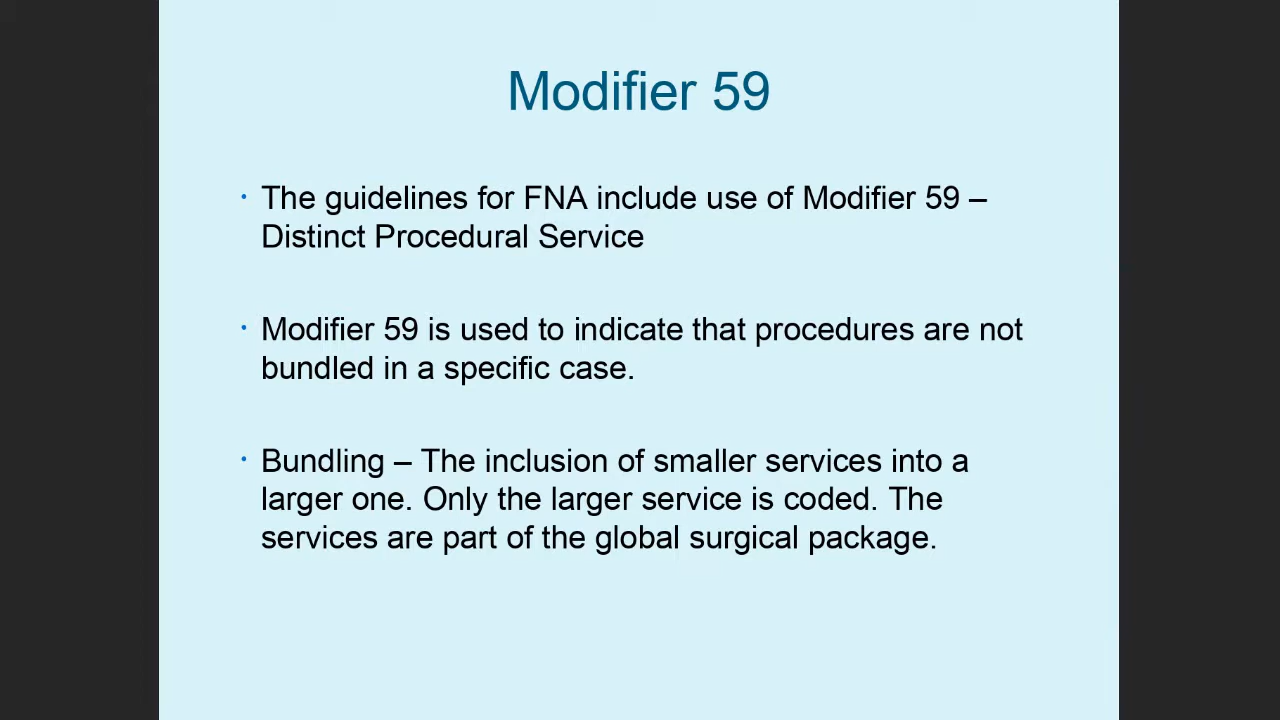 Modifier 59
• The guidelines for FNA include use of Modifier 59 –
Distinct Procedural Service
• Modifier 59 is used to indicate that procedures are not
bundled in a specific case.
• Bundling – The inclusion of smaller services into a
larger one. Only the larger service is coded. The
services are part of the global surgical package.